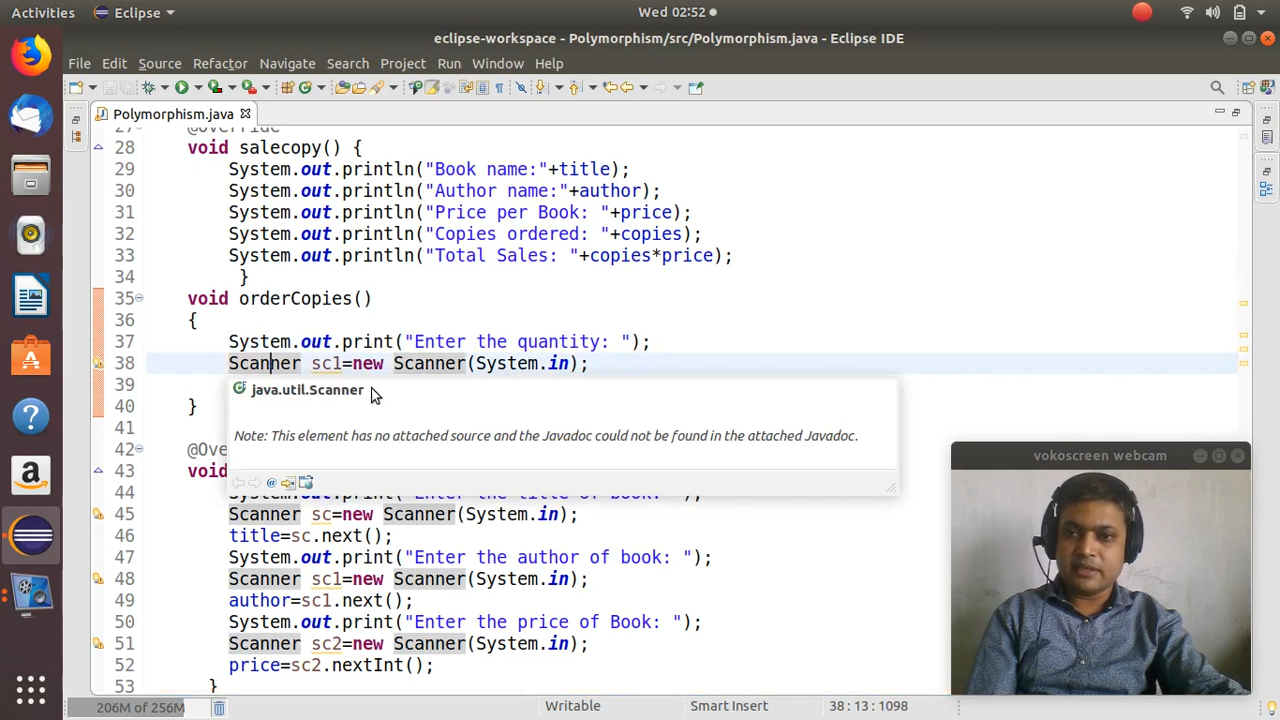 Activities
Eclipse
Wed 02:52
eclipse-workspace - Polymorphism/src/Polymorphism.java - Eclipse IDE
File Edit Source Refactor Navigate Search Project Run Window Help
Polymorphism.java
27 @Override
28 void salecopy() {
29 System.out.println("Book name:"+title);
30 System.out.println("Author name:"+author);
31 System.out.println("Price per Book: "+price);
32 System.out.println("Copies ordered: "+copies);
33 System.out.println("Total Sales: "+copies*price);
34 }
35 void orderCopies()
36 {
37 System.out.print("Enter the quantity: ");
38 Scanner sc1=new Scanner(System.in);
39
java.util.Scanner
40 }
41
Note: This element has no attached source and the Javadoc could not be found in the attached Javadoc.
42 @Ove
43 void
44 System.out.print("Enter the title of book: ");
45 Scanner sc=new Scanner(System.in);
46 title=sc.next();
47 System.out.print("Enter the author of book: ");
48 Scanner sc1=new Scanner(System.in);
49 author=sc1.next();
50 System.out.print("Enter the price of Book: ");
51 Scanner sc2=new Scanner(System.in);
52 price=sc2.nextInt();
53 }
vokoscreen webcam
206M of 256M
Writable
Smart Insert
38:13:1098